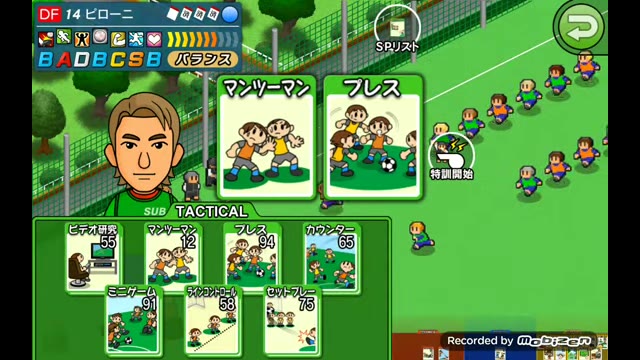 DF 14 ピローニ
BADBCSB バランス
SPリスト
マンツーマン プレス
特訓開始
SUB TACTICAL
ビデオ研究 マンツーマン プレス カウンター
55 12 94 65
ミニゲーム ラインコントロール セットプレー
91 58 75
Recorded by Mobizen